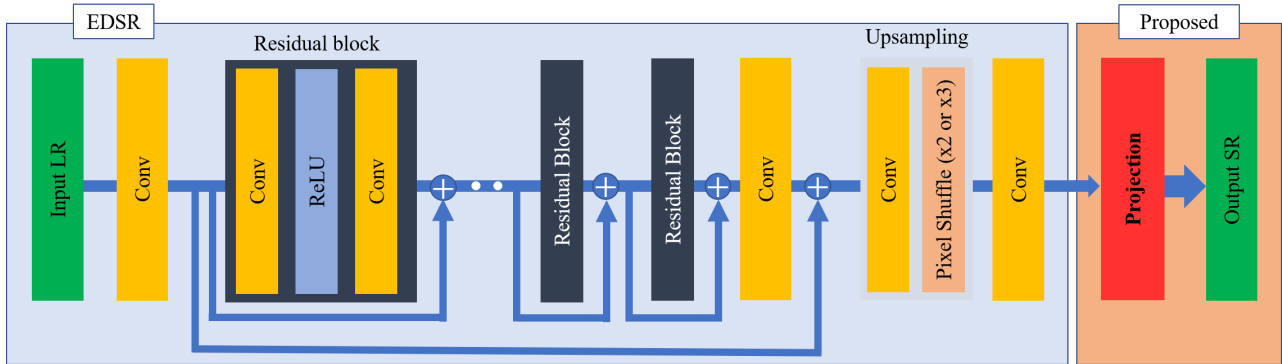 EDSR
Proposed
Residual block
Upsampling
Input LR
Conv
Conv
ReLU
Conv
Residual Block
Residual Block
Conv
Conv
Pixel Shuffle (x2 or x3)
Conv
Projection
Output SR